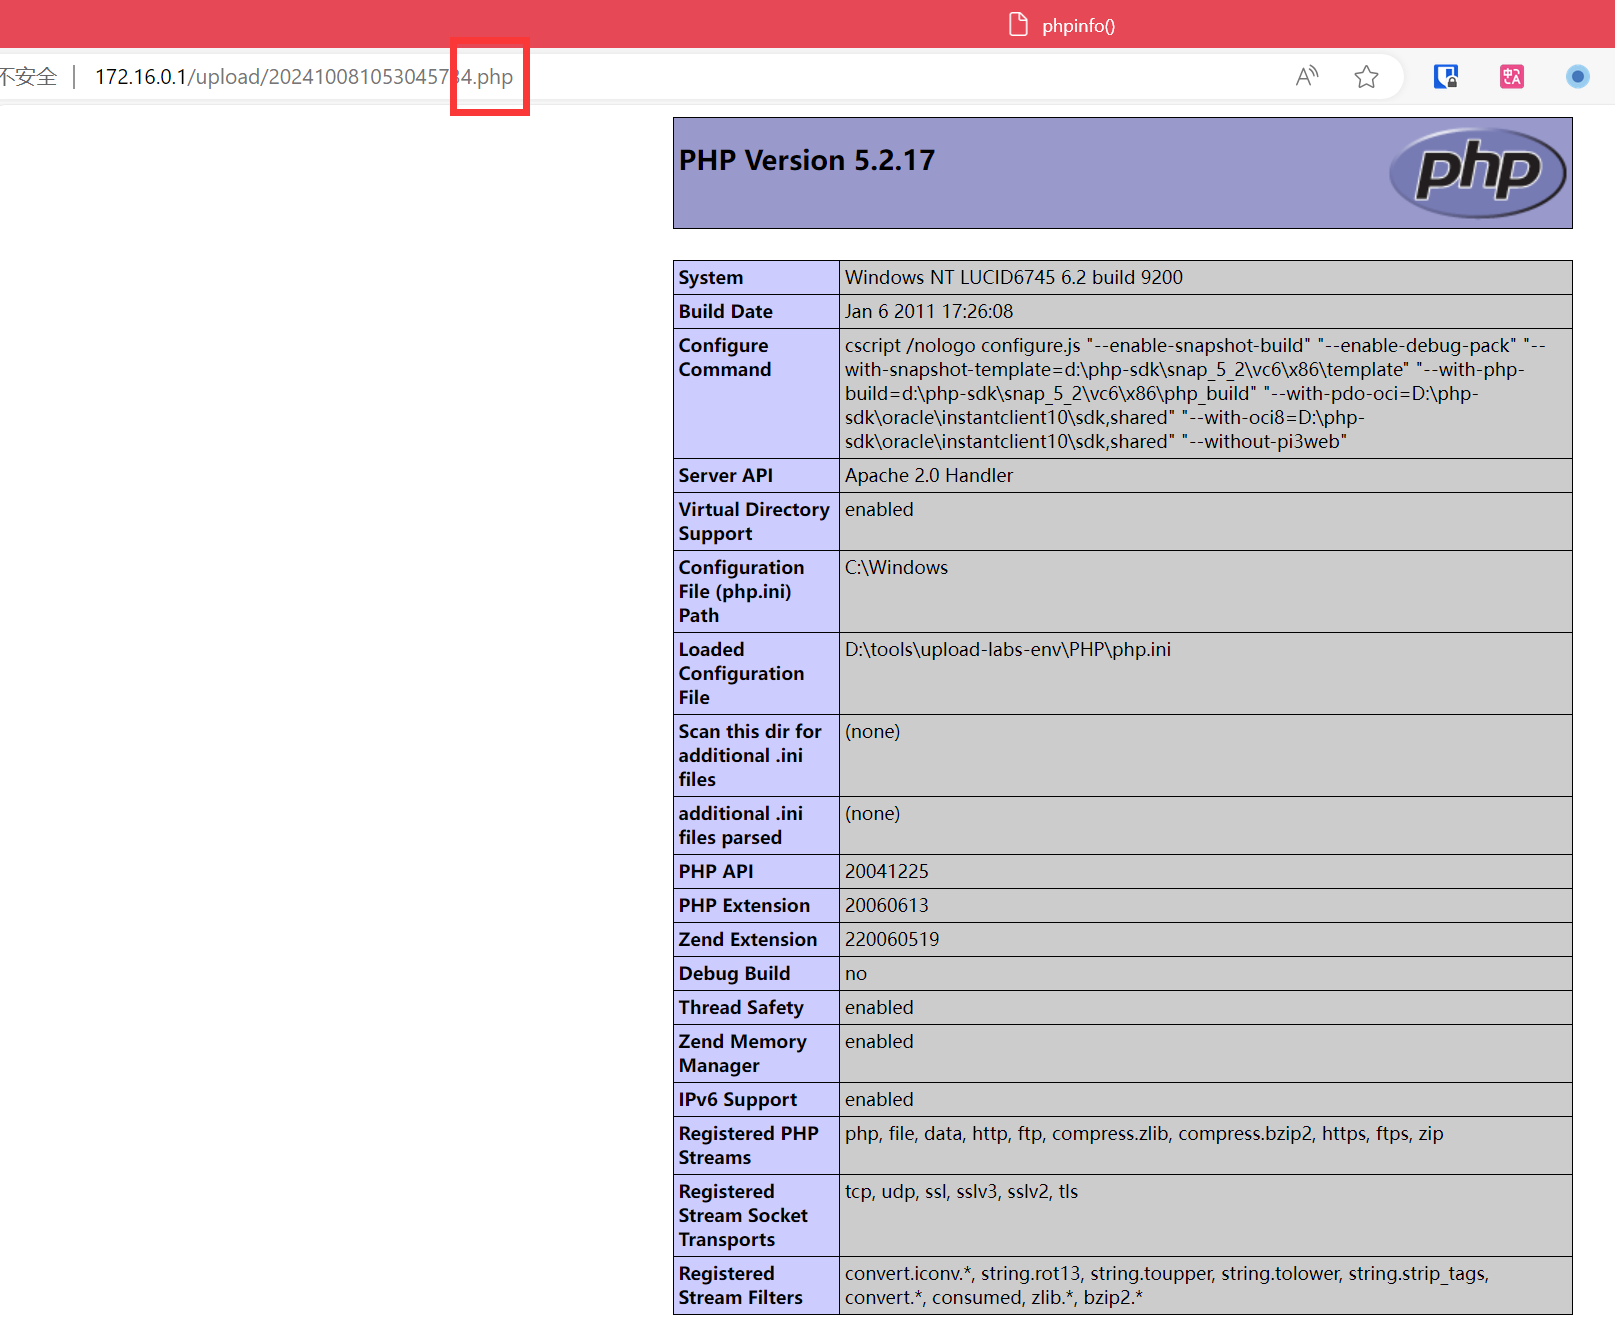 phpinfo()
不安全 | 172.16.0.1/upload/202410081053045734.php
PHP Version 5.2.17
php
System
Windows NT LUCID6745 6.2 build 9200
Build Date
Jan 6 2011 17:26:08
Configure
Command
cscript /nologo configure.js "--enable-snapshot-build" "--enable-debug-pack" "--
with-snapshot-template=d:\php-sdk\snap_5_2\vc6\x86\template" "--with-php-
build=d:\php-sdk\snap_5_2\vc6\x86\php_build" "--with-pdo-oci=D:\php-
sdk\oracle\instantclient10\sdk,shared" "--with-oci8=D:\php-
sdk\oracle\instantclient10\sdk,shared" "--without-pi3web"
Server API
Apache 2.0 Handler
Virtual Directory
Support
enabled
Configuration
File (php.ini)
Path
C:\Windows
Loaded
Configuration
File
D:\tools\upload-labs-env\PHP\php.ini
Scan this dir for
additional .ini
files
(none)
additional .ini
files parsed
(none)
PHP API
20041225
PHP Extension
20060613
Zend Extension
220060519
Debug Build
no
Thread Safety
enabled
Zend Memory
Manager
enabled
IPv6 Support
enabled
Registered PHP
Streams
php, file, data, http, ftp, compress.zlib, compress.bzip2, https, ftps, zip
Registered
Stream Socket
Transports
tcp, udp, ssl, sslv3, sslv2, tls
Registered
Stream Filters
convert.iconv.*, string.rot13, string.toupper, string.tolower, string.strip_tags,
convert.*, consumed, zlib.*, bzip2.*